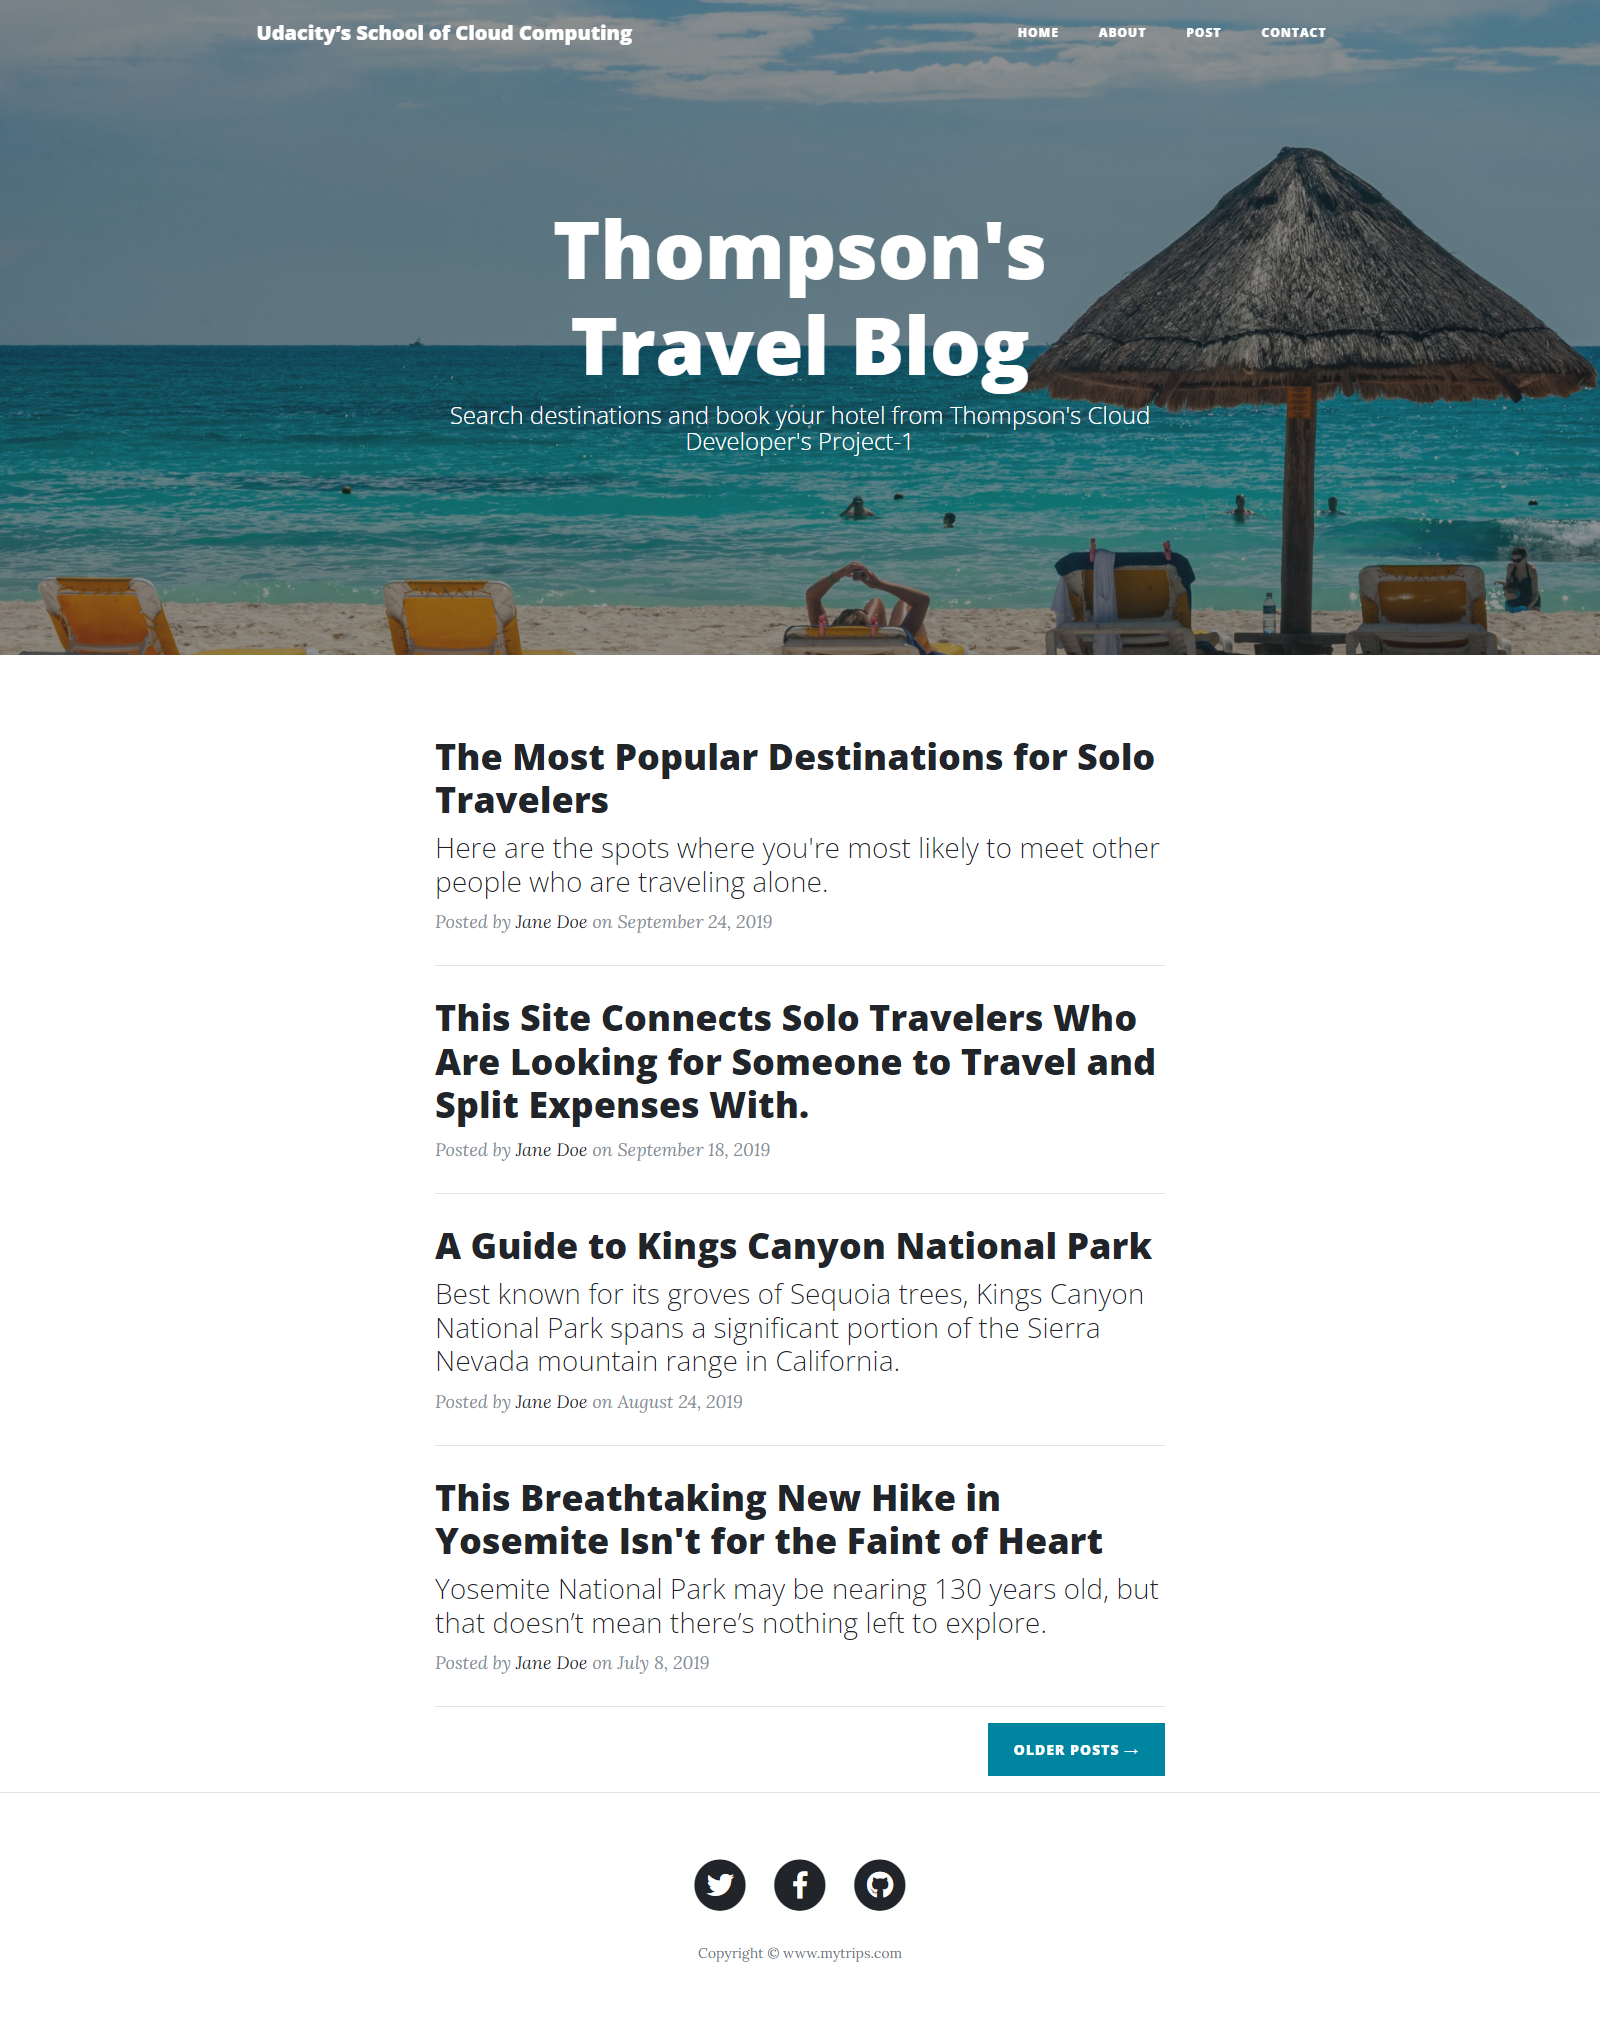 Udacity’s School of Cloud Computing
HOME ABOUT POST CONTACT
Thompson's
Travel Blog
Search destinations and book your hotel from Thompson's Cloud
Developer's Project-1
The Most Popular Destinations for Solo
Travelers
Here are the spots where you're most likely to meet other
people who are traveling alone.
Posted by Jane Doe on September 24, 2019
This Site Connects Solo Travelers Who
Are Looking for Someone to Travel and
Split Expenses With.
Posted by Jane Doe on September 18, 2019
A Guide to Kings Canyon National Park
Best known for its groves of Sequoia trees, Kings Canyon
National Park spans a significant portion of the Sierra
Nevada mountain range in California.
Posted by Jane Doe on August 24, 2019
This Breathtaking New Hike in
Yosemite Isn't for the Faint of Heart
Yosemite National Park may be nearing 130 years old, but
that doesn’t mean there’s nothing left to explore.
Posted by Jane Doe on July 8, 2019
OLDER POSTS →
Copyright © www.mytrips.com